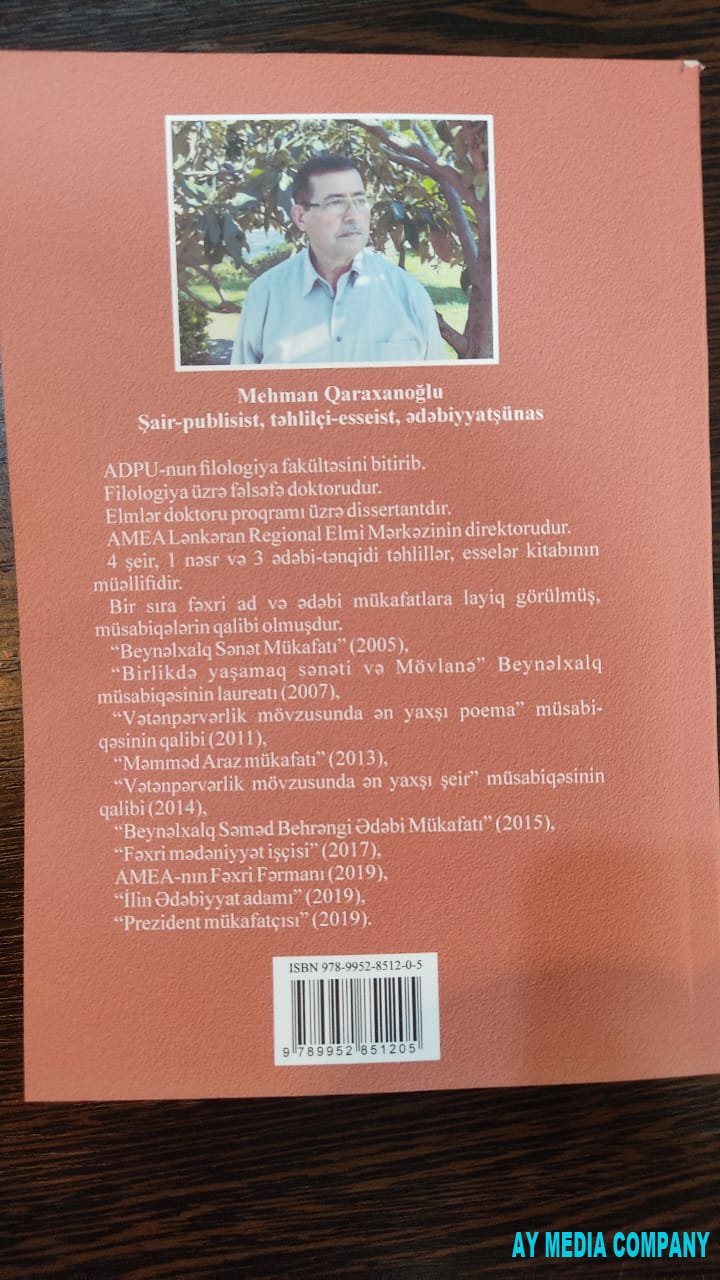 Mehman Qaraxanoğlu
Şair-publisist, təhlilçi-esseist, ədəbiyyatşünas
ADPU-nun filologiya fakültəsini bitirib.
Filologiya üzrə fəlsəfə doktorudur.
Elmlər doktoru proqramı üzrə dissertantdır.
AMEA Lənkəran Regional Elmi Mərkəzinin direktorudur.
4 şeir, 1 nəsr və 3 ədəbi-tənqidi təhlillər, esselər kitabının
müəllifidir.
Bir sıra fəxri ad və ədəbi mükafatlara layiq görülmüş,
müsabiqələrin qalibi olmuşdur.
“Beynəlxalq Sənət Mükafatı” (2005),
“Birlikdə yaşamaq sənəti və Mövlanə” Beynəlxalq
müsabiqəsinin laureatı (2007),
“Vətənpərvərlik mövzusunda ən yaxşı poema” müsabi-
qəsinin qalibi (2011),
“Məmməd Araz mükafatı” (2013),
“Vətənpərvərlik mövzusunda ən yaxşı şeir” müsabiqəsinin
qalibi (2014),
“Beynəlxalq Səməd Behrəngi Ədəbi Mükafatı” (2015),
“Fəxri mədəniyyət işçisi” (2017),
AMEA-nın Fəxri Fərmanı (2019),
“İlin Ədəbiyyat adamı” (2019),
“Prezident mükafatçısı” (2019).
ISBN 978-9952-8512-0-5
9 789952 851205
AY MEDIA COMPANY